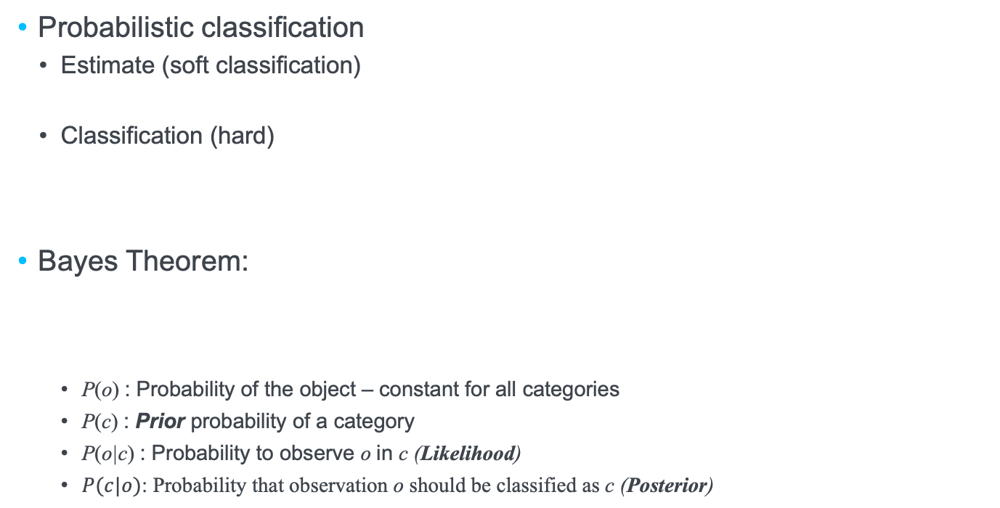 • Probabilistic classification
• Estimate (soft classification)
• Classification (hard)
• Bayes Theorem:
• P(o) : Probability of the object – constant for all categories
• P(c) : Prior probability of a category
• P(o|c) : Probability to observe o in c (Likelihood)
• P(c|o): Probability that observation o should be classified as c (Posterior)